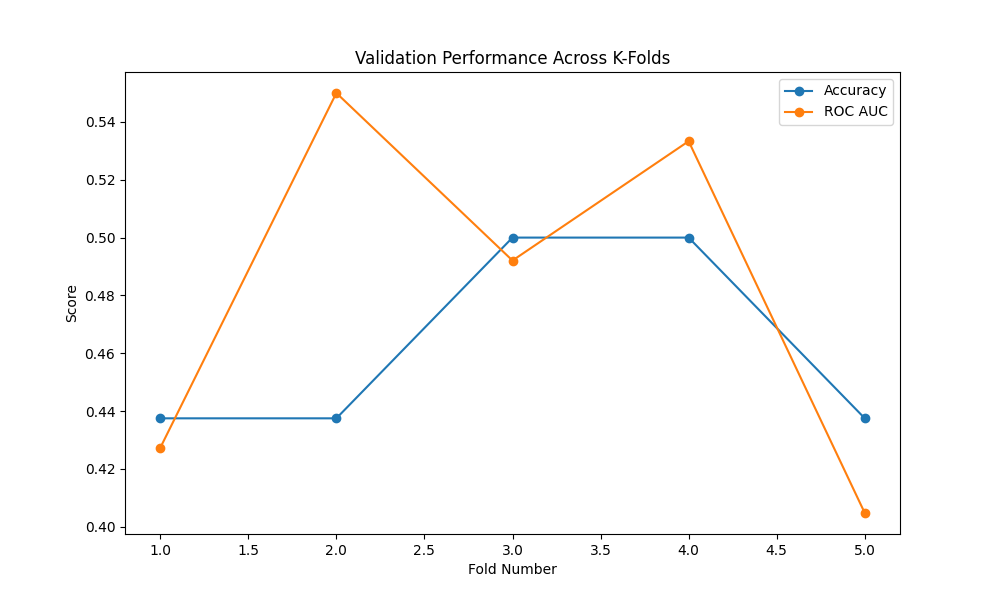 Validation Performance Across K-Folds
Accuracy
ROC AUC
0.54
0.52
0.50
0.48
0.46
0.44
0.42
0.40
Score
1.0 1.5 2.0 2.5 3.0 3.5 4.0 4.5 5.0
Fold Number